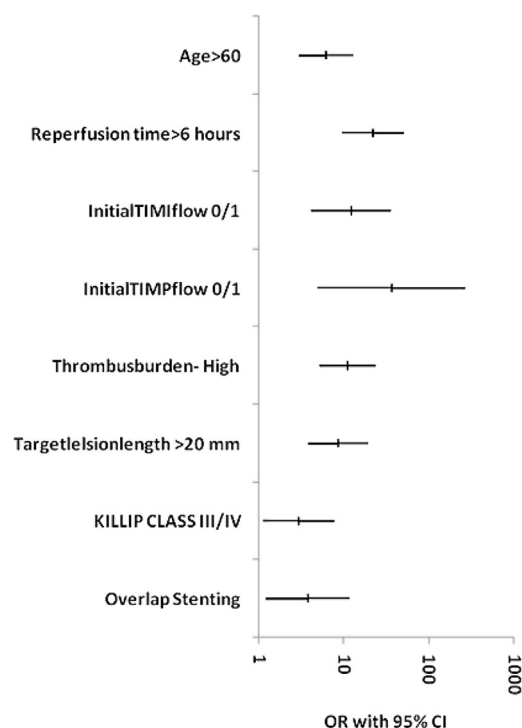 Age>60
Reperfusion time>6 hours
InitialTIMIflow 0/1
InitialTIMPflow 0/1
Thrombusburden- High
Targetlelsionlength >20 mm
KILLIP CLASS III/IV
Overlap Stenting
1
10
100
1000
OR with 95% CI